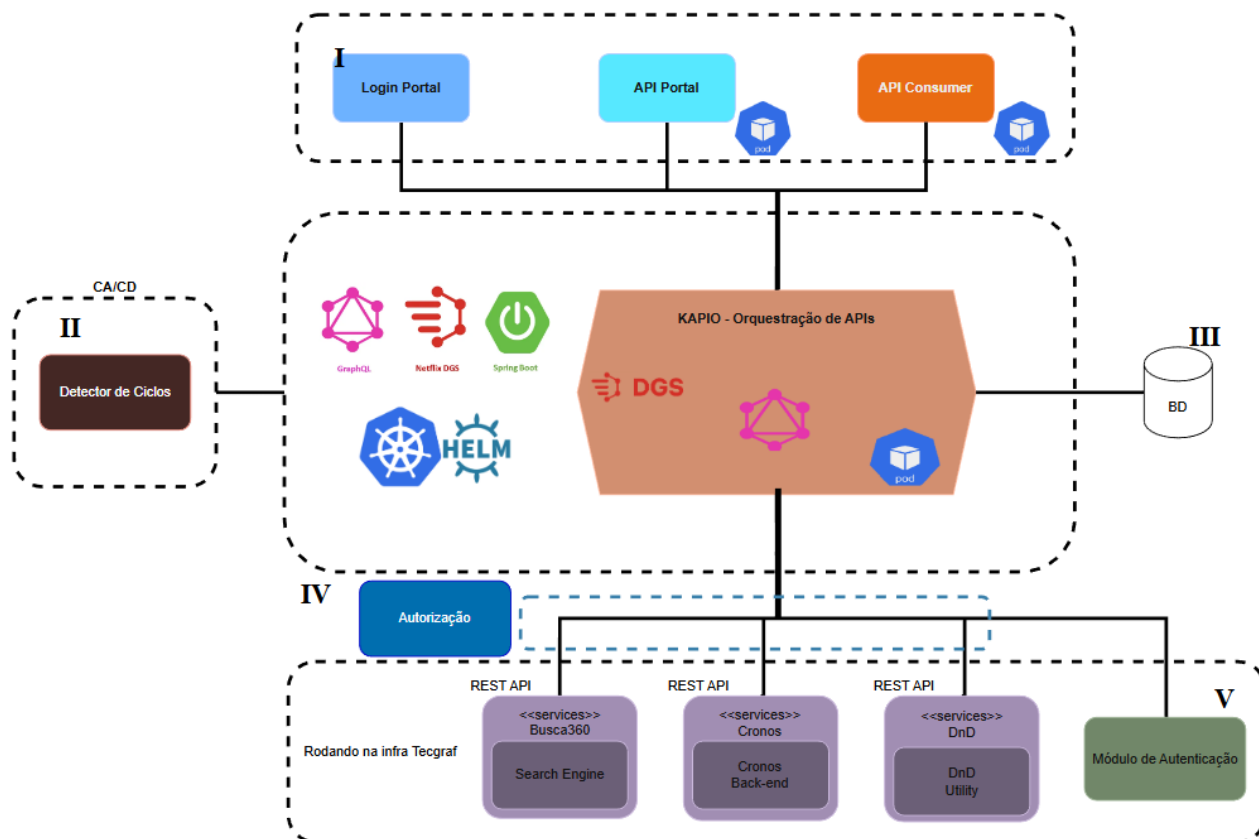 I
Login Portal
API Portal
API Consumer
pod
pod
CA/CD
II
Detector de Ciclos
GraphQL
Netflix DGS
Spring Boot
HELM
KAPIO - Orquestração de APIs
DGS
pod
III
BD
IV
Autorização
Rodando na infra Tecgraf
REST API
<<services>>
Busca360
Search Engine
REST API
<<services>>
Cronos
Cronos
Back-end
REST API
<<services>>
DnD
DnD
Utility
V
Módulo de Autenticação